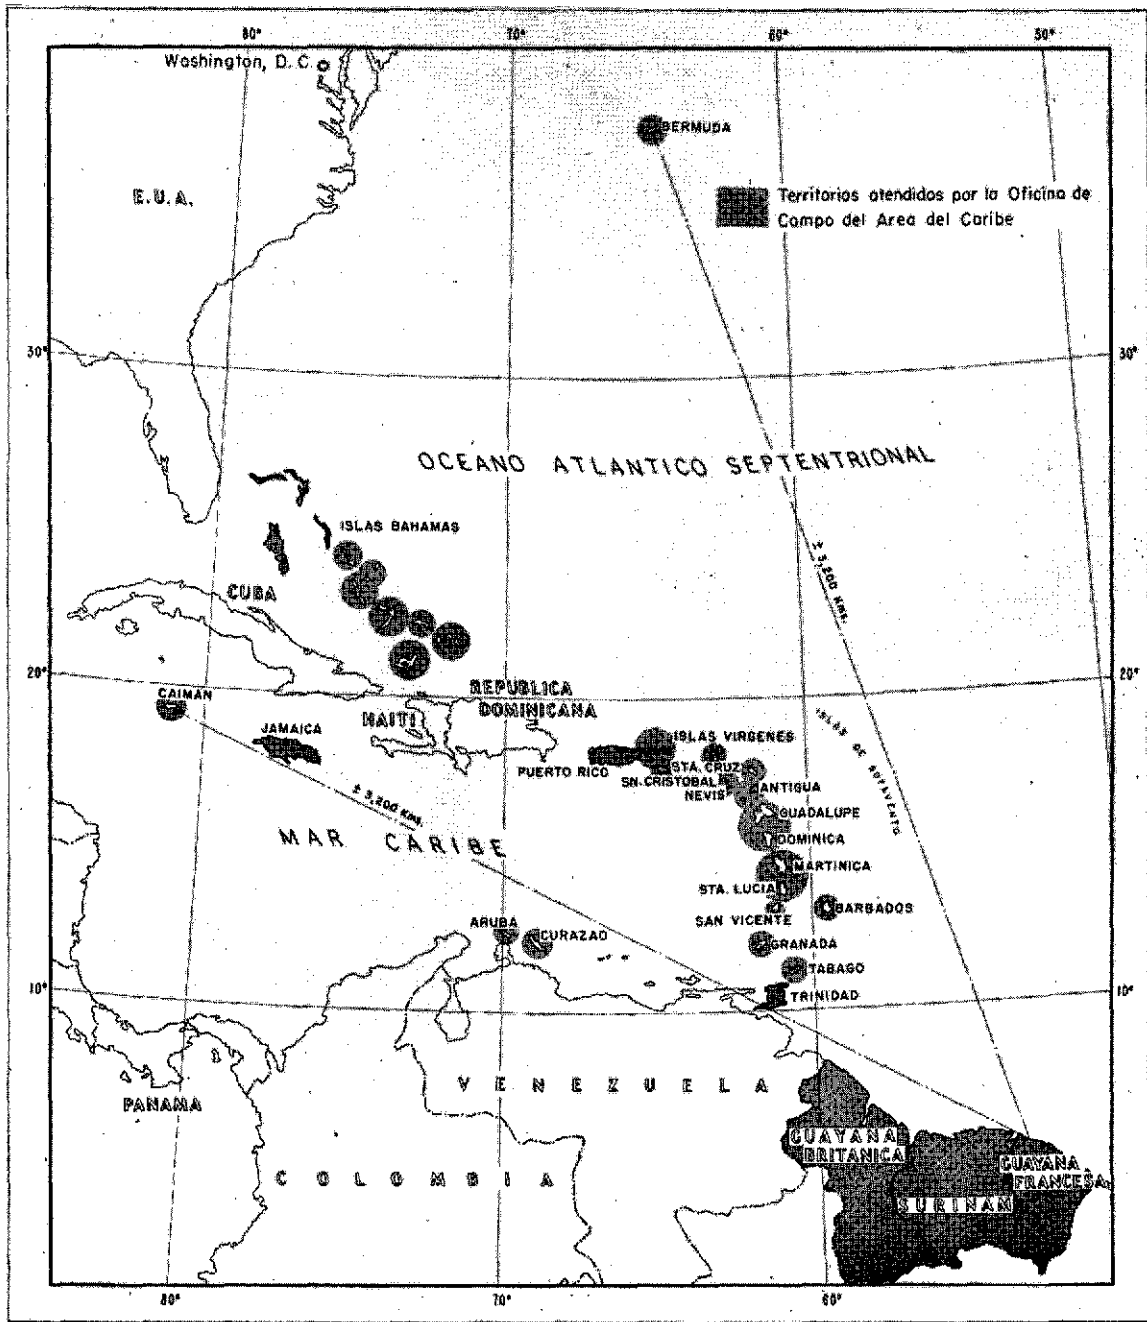 80°
70°
60°
50°
Washington, D. C.
BERMUDA
E.U.A.
Territorios atendidos por la Oficina de
Campo del Area del Caribe
30°
30°
OCEANO ATLANTICO SEPTENTRIONAL
ISLAS BAHAMAS
± 3,200 Kms.
CUBA
20°
20°
CAIMAN
REPUBLICA
DOMINICANA
HAITI
JAMAICA
ISLAS VIRGENES
ISLAS DE SOTAVENTO
PUERTO RICO
STA. CRUZ
SN. CRISTOBAL
NEVIS
ANTIGUA
± 3,200 Kms.
GUADALUPE
MAR CARIBE
DOMINICA
MARTINICA
STA. LUCIA
BARBADOS
SAN VICENTE
ARUBA
CURAZAO
GRANADA
TABAGO
10°
10°
TRINIDAD
VENEZUELA
PANAMA
GUAYANA
BRITANICA
COLOMBIA
GUAYANA
FRANCESA
SURINAM
80°
70°
60°